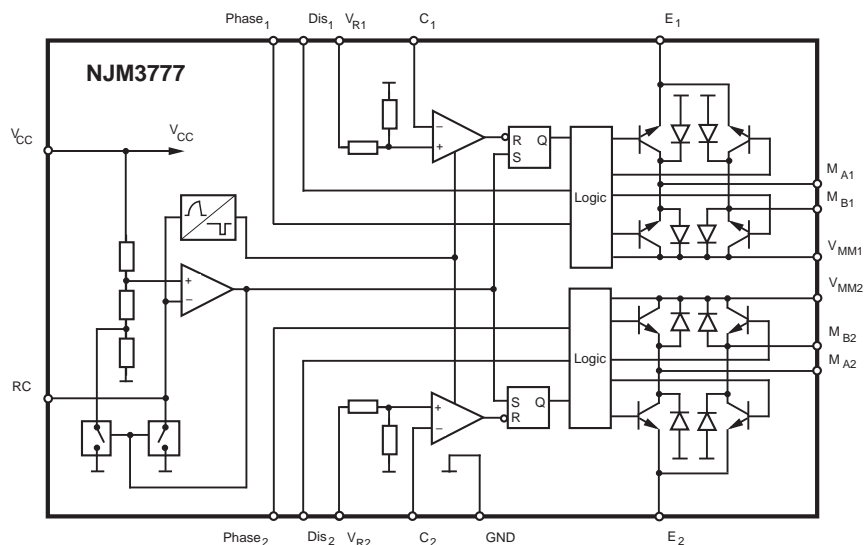 Phase1 Dis1 VR1 C1 E1
NJM3777
VCC VCC
R Q
S
− +
Logic
MA1
MB1
VMM1
+ −
VMM2
Logic
MB2
MA2
RC
S Q
R
+ −
Phase2 Dis2 VR2 C2 GND E2